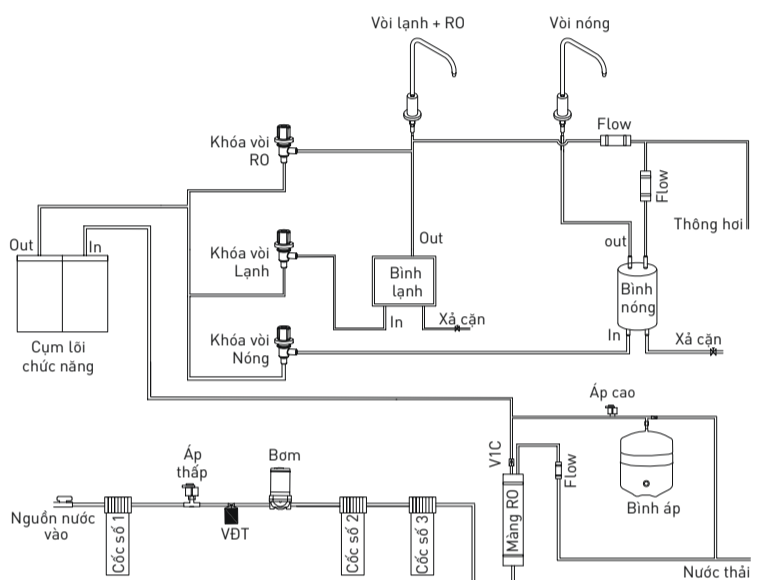 Vòi lạnh + RO
Vòi nóng
Flow
Khóa vòi
RO
Flow
Thông hơi
Out
In
Khóa vòi
Lạnh
Out
out
Bình
lạnh
Bình
nóng
In
Xả cặn
Khóa vòi
Nóng
In
Xả cặn
Cụm lõi
chức năng
Áp cao
Áp
thấp
Bơm
V1C
Flow
Nguồn nước
vào
Cốc số 1
VĐT
Cốc số 2
Cốc số 3
Màng RO
Bình áp
Nước thải